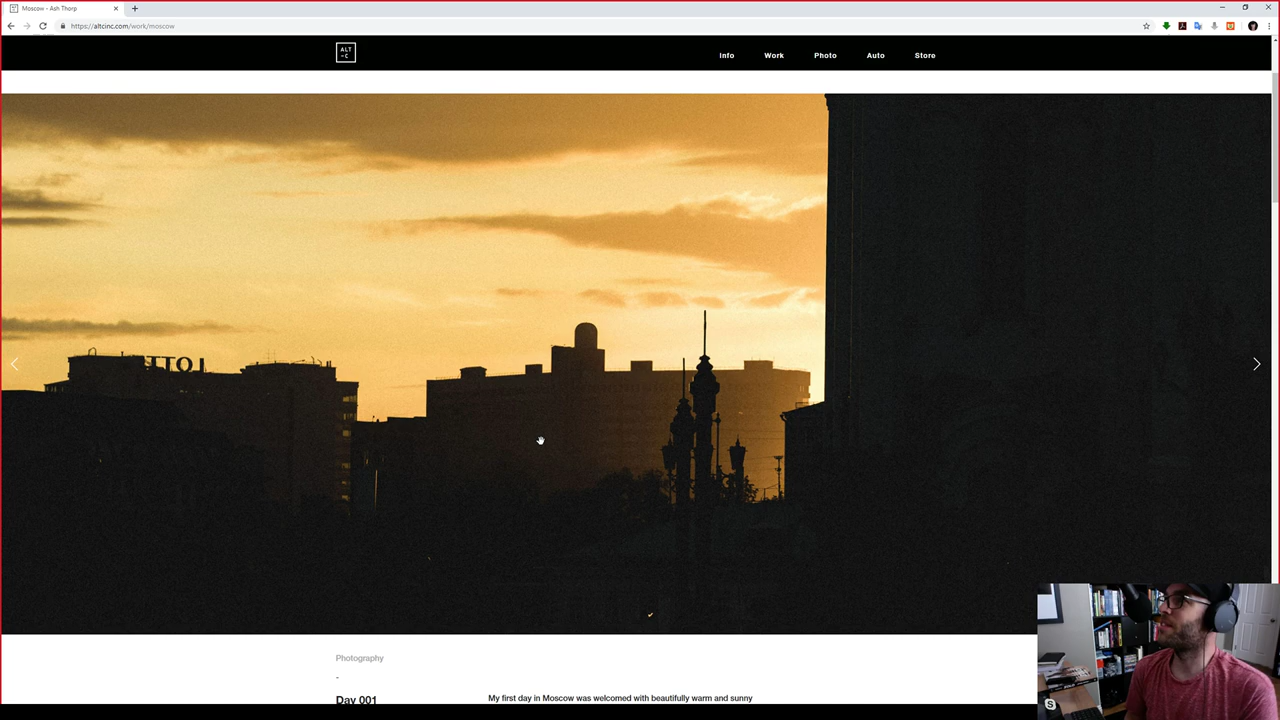 Moscow - Ash Thorp
https://altcinc.com/work/moscow
ALT
-C
Info
Work
Photo
Auto
Store
Photography
-
Day 001
My first day in Moscow was welcomed with beautifully warm and sunny